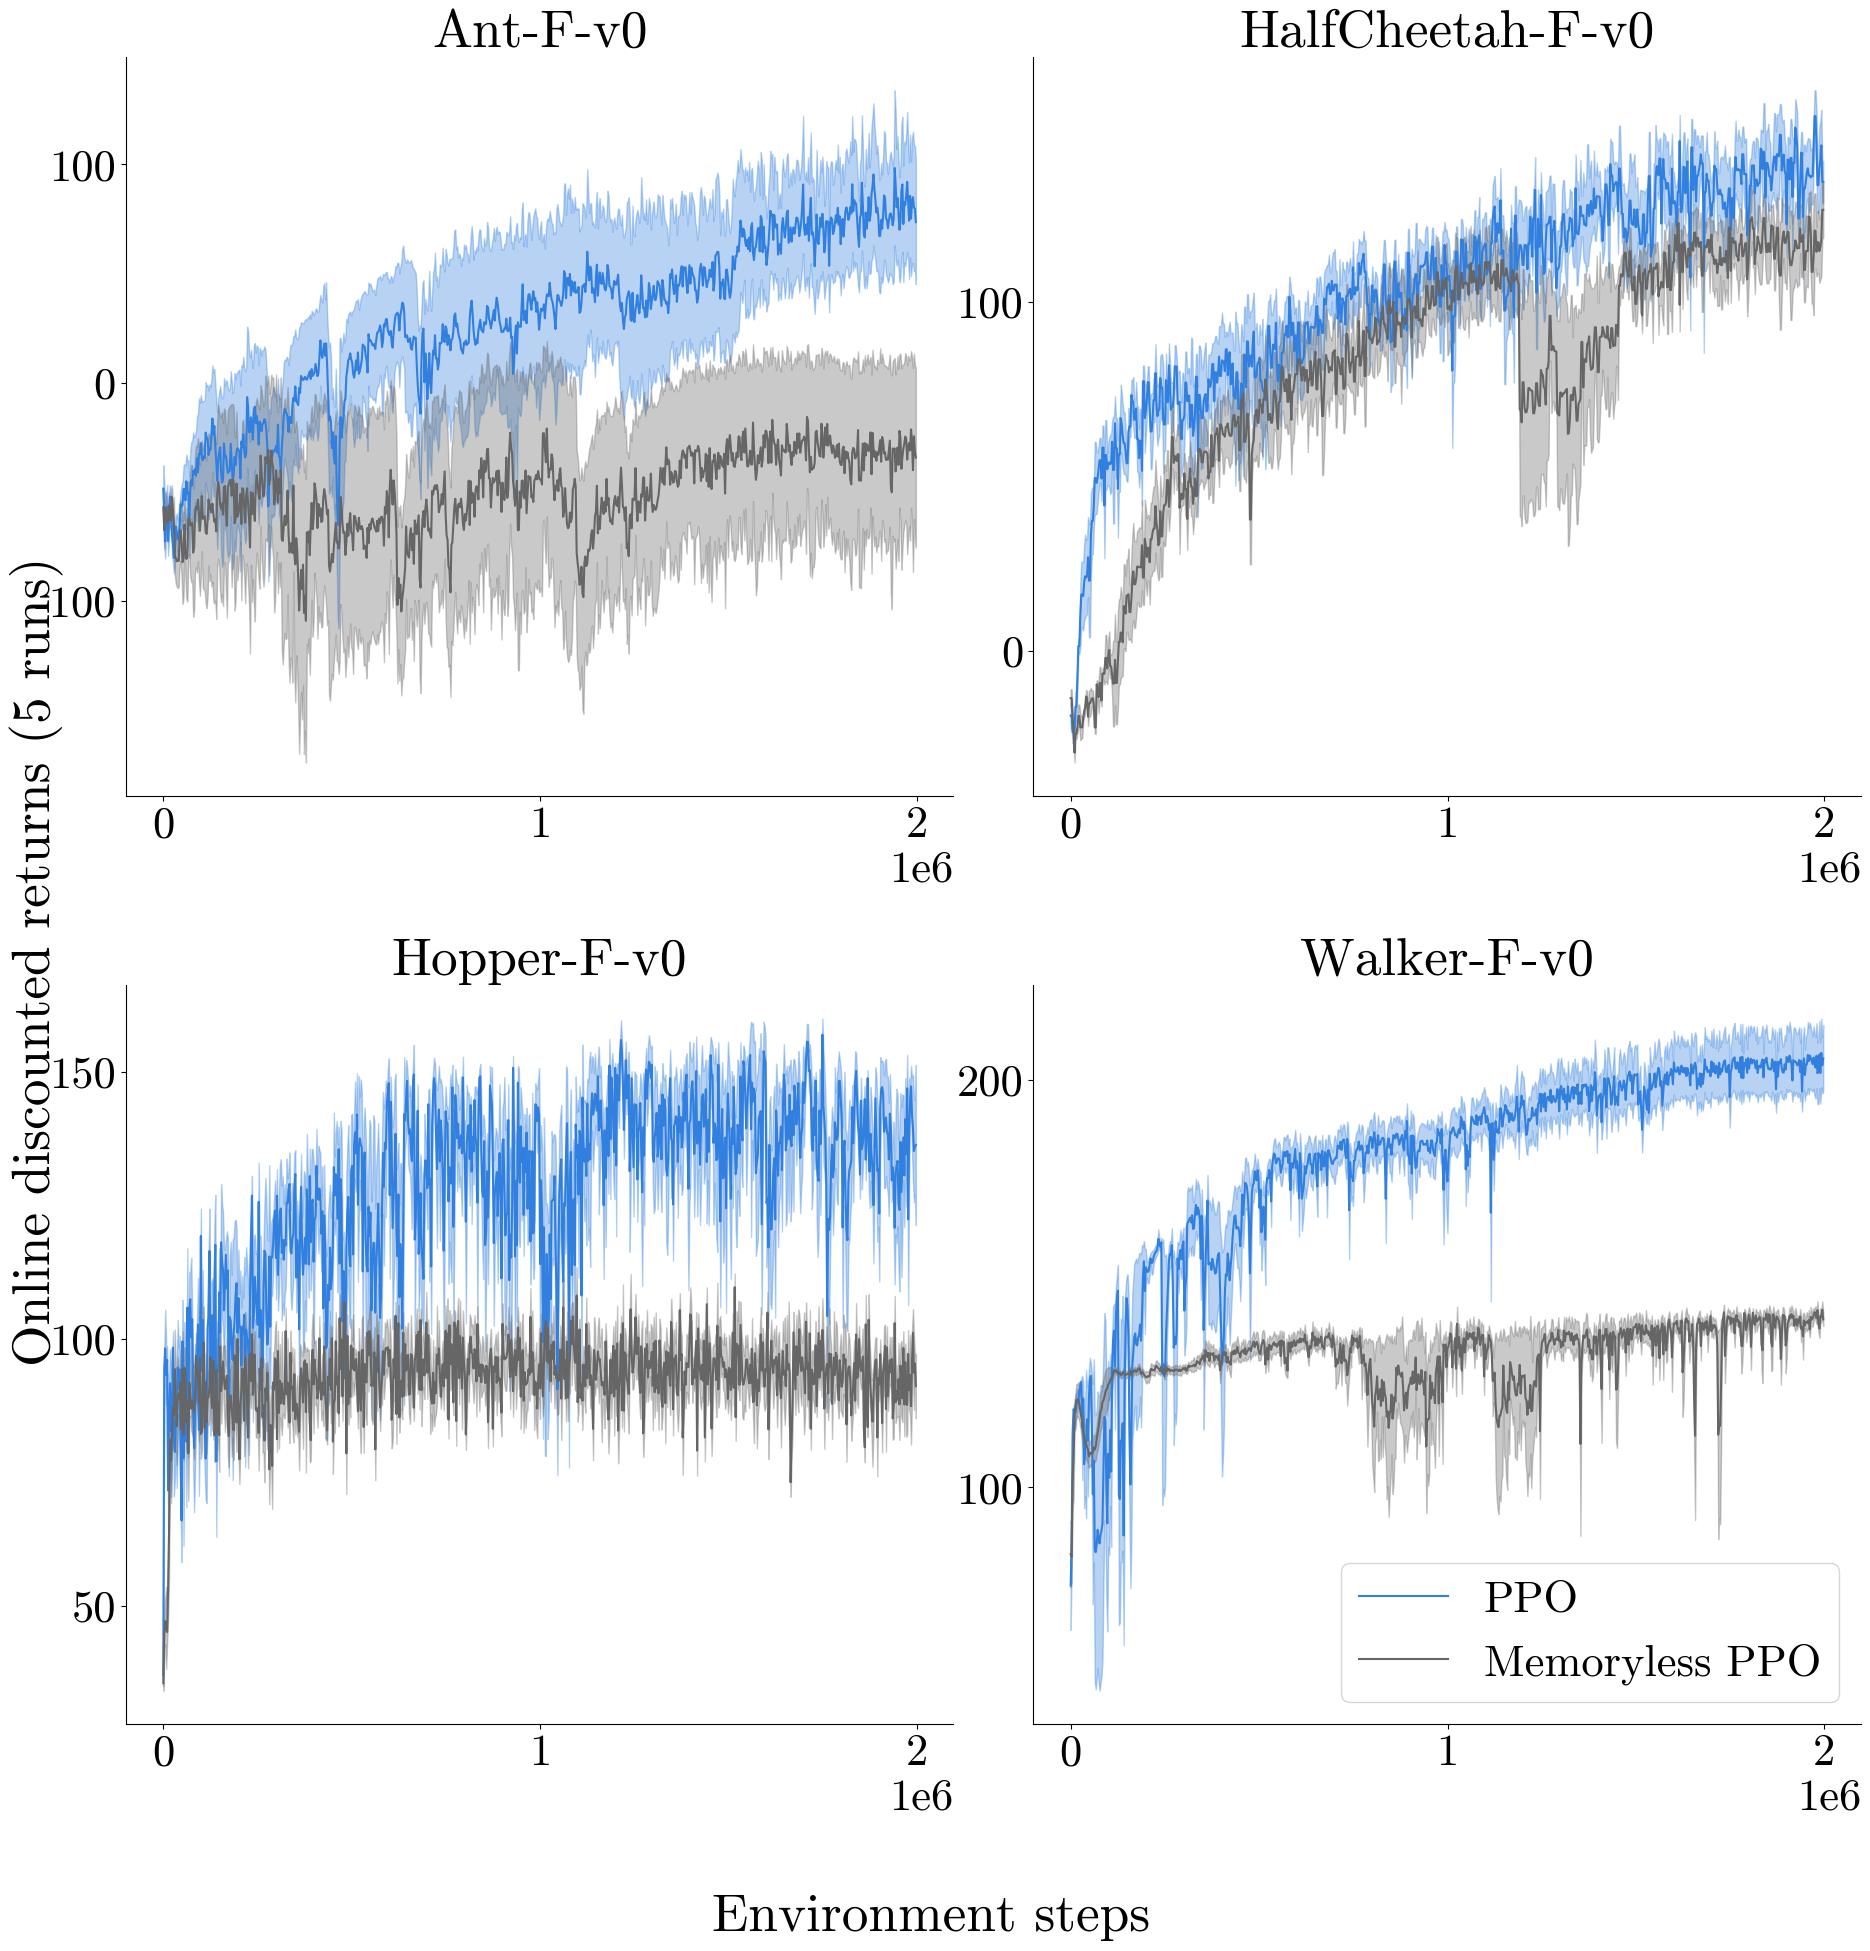 Ant-F-v0
HalfCheetah-F-v0
100
0
100
0
1
2
1e6
100
0
0
1
2
1e6
Online discounted returns (5 runs)
Hopper-F-v0
Walker-F-v0
150
100
50
0
1
2
1e6
200
100
PPO
Memoryless PPO
0
1
2
1e6
Environment steps